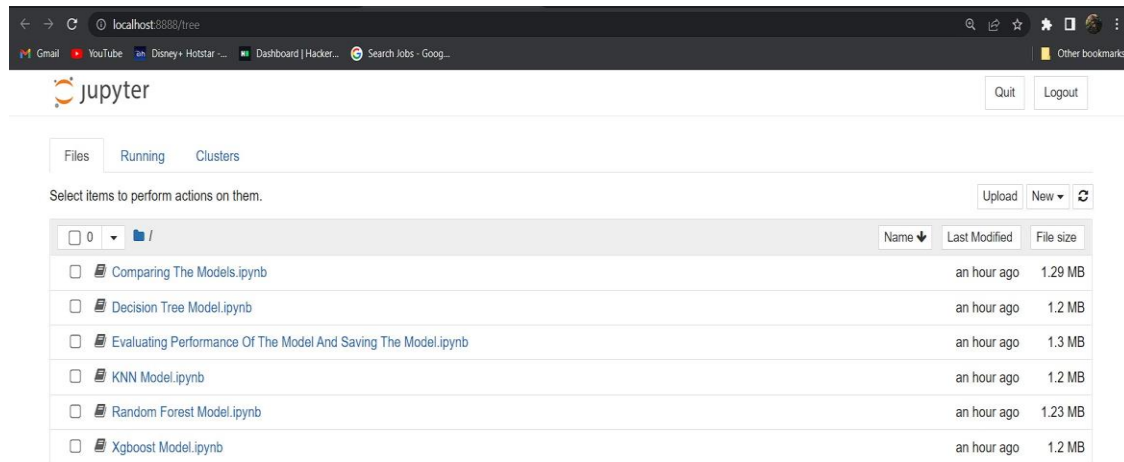 localhost:8888/tree
Gmail YouTube Disney+ Hotstar -... Dashboard | Hacker... Search Jobs - Goog... Other bookmarks
jupyter Quit Logout
Files Running Clusters
Select items to perform actions on them. Upload New
0 / Name Last Modified File size
Comparing The Models.ipynb an hour ago 1.29 MB
Decision Tree Model.ipynb an hour ago 1.2 MB
Evaluating Performance Of The Model And Saving The Model.ipynb an hour ago 1.3 MB
KNN Model.ipynb an hour ago 1.2 MB
Random Forest Model.ipynb an hour ago 1.23 MB
Xgboost Model.ipynb an hour ago 1.2 MB